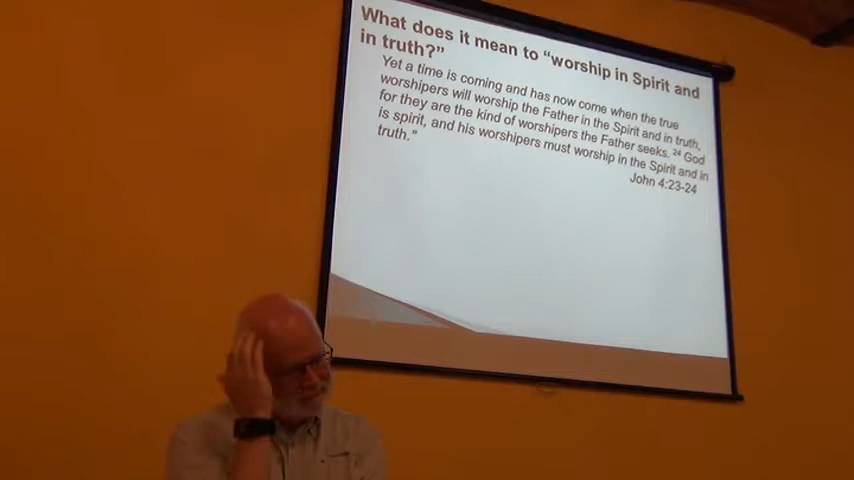 What does it mean to “worship in Spirit and
in truth?”
Yet a time is coming and has now come when the true
worshipers will worship the Father in the Spirit and in truth,
for they are the kind of worshipers the Father seeks. 24 God
is spirit, and his worshipers must worship in the Spirit and in
truth.”
John 4:23-24